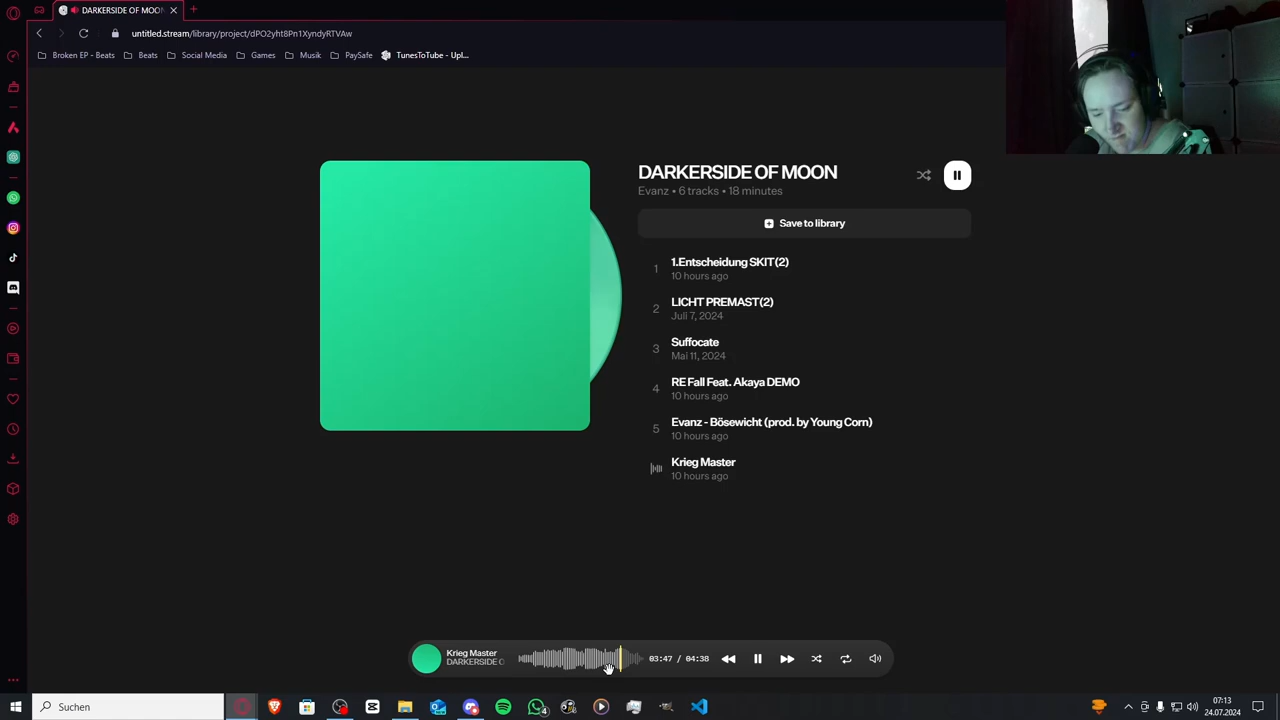 DARKERSIDE OF MOON
untitled.stream/library/project/dPO2yht8Pn1XyndyRTVAw
Broken EP - Beats
Beats
Social Media
Games
Musik
PaySafe
TunesToTube - Upl...
DARKERSIDE OF MOON
Evanz • 6 tracks • 18 minutes
Save to library
1 1.Entscheidung SKIT(2)
10 hours ago
2 LICHT PREMAST(2)
Juli 7, 2024
3 Suffocate
Mai 11, 2024
4 RE Fall Feat. Akaya DEMO
10 hours ago
5 Evanz - Bösewicht (prod. by Young Corn)
10 hours ago
Krieg Master
10 hours ago
Krieg Master
DARKERSIDE O
03:47 / 04:38
Suchen
4
07:13
24.07.2024